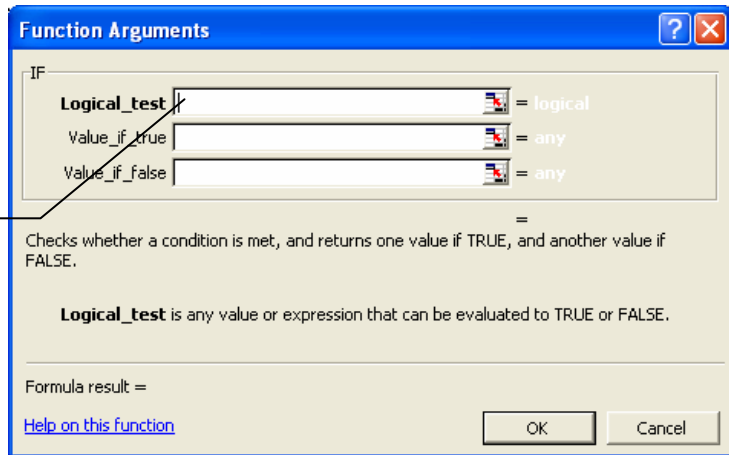 Function Arguments
IF
Logical_test = logical
Value_if_true = any
Value_if_false = any
=
Checks whether a condition is met, and returns one value if TRUE, and another value if
FALSE.
Logical_test is any value or expression that can be evaluated to TRUE or FALSE.
Formula result =
Help on this function OK Cancel